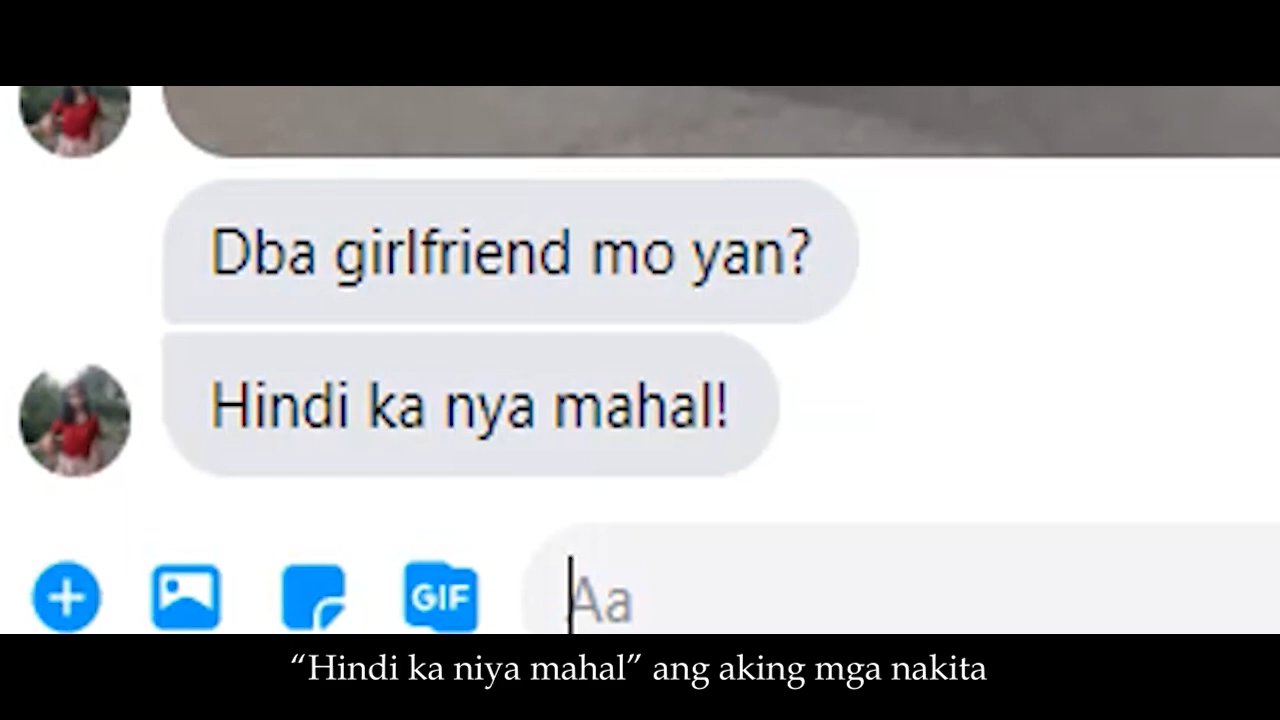 Dba girlfriend mo yan?
Hindi ka nya mahal!
GIF
Aa
“Hindi ka niya mahal” ang aking mga nakita